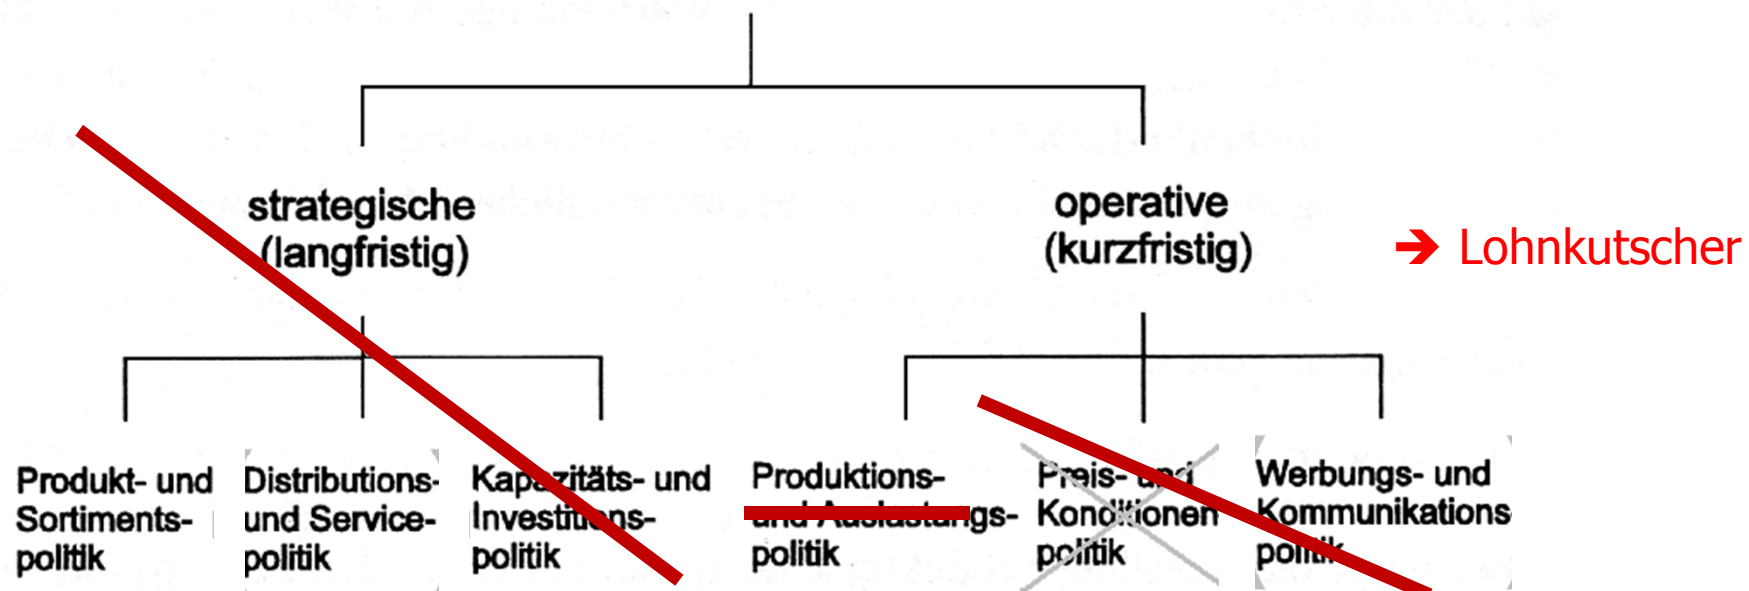 strategische
(langfristig)
operative
(kurzfristig)
➔ Lohnkutscher
Produkt- und
Sortiments-
politik
Distributions-
und Service-
politik
Kapazitäts- und
Investitions-
politik
Produktions-
und Auslastungs-
politik
Preis- und
Konditionen
politik
Werbungs- und
Kommunikations
politik